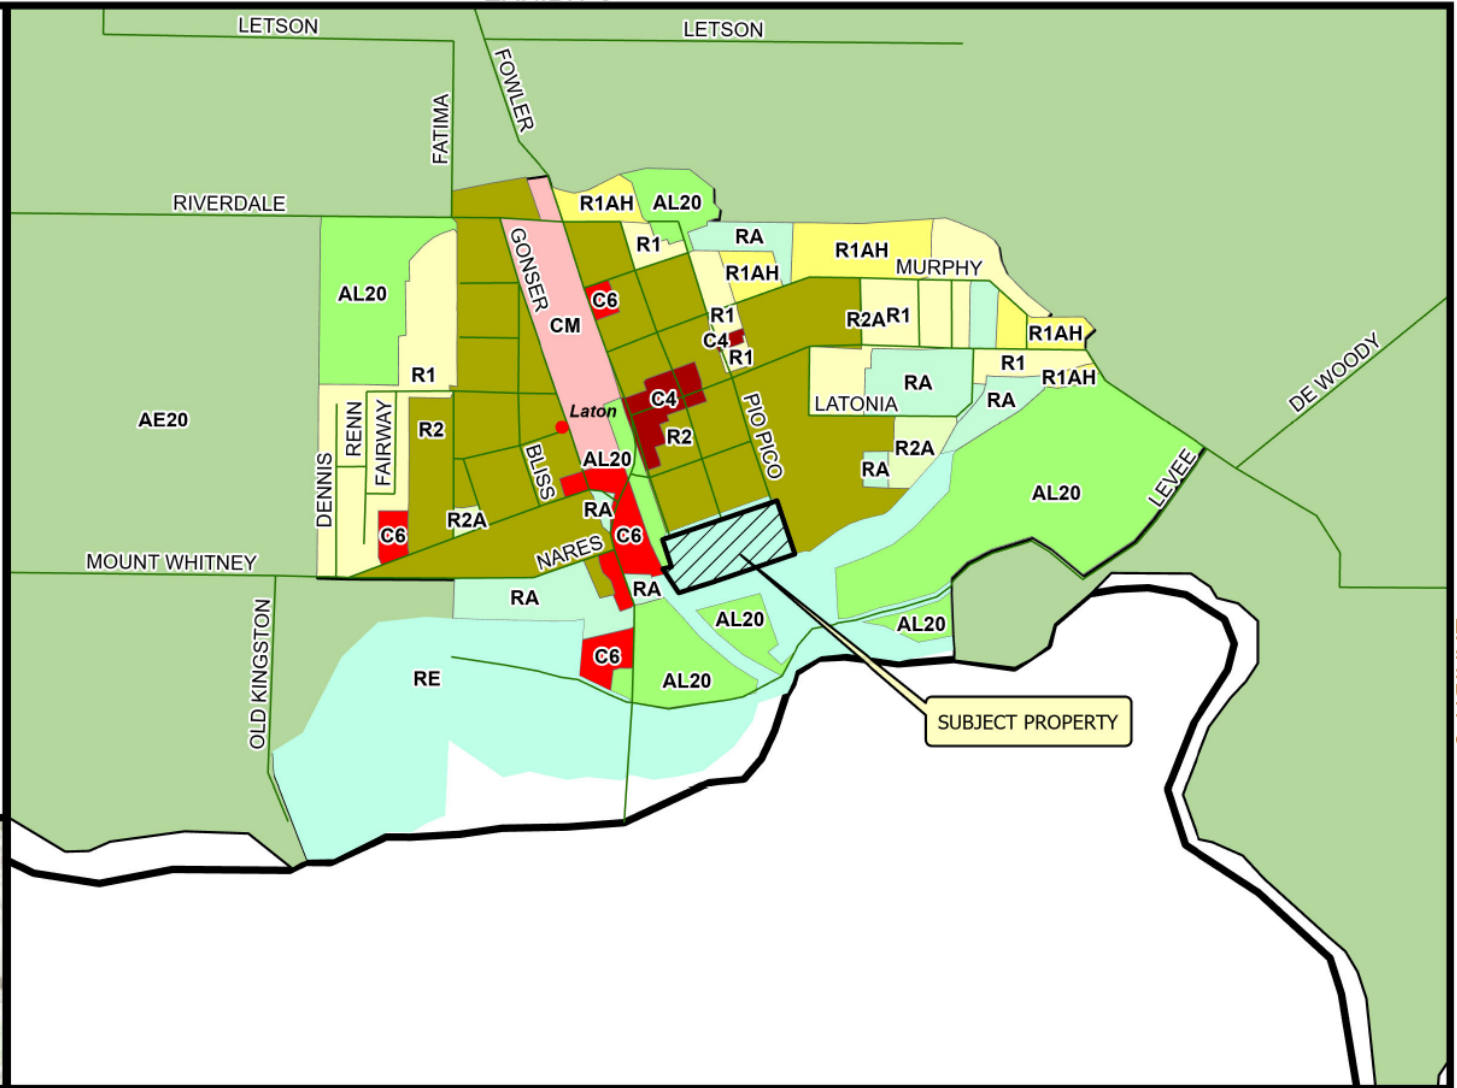 LETSON
LETSON
FOWLER
FATIMA
RIVERDALE
R1AH
AL20
R1
RA
R1AH
MURPHY
R1AH
GONSER
AL20
C6
CM
R1
C4
R1
R2A
R1
R1AH
DE WOODY
R1
R1AH
R1
RA
RA
AE20
RENN
FAIRWAY
R2
Laton
C4
R2
PIO PICO
LATONIA
R2A
RA
DENNIS
BLISS
AL20
AL20
LEVEE
C6
R2A
RA
C6
NARES
MOUNT WHITNEY
RA
RA
AL20
AL20
OLD KINGSTON
RE
C6
AL20
SUBJECT PROPERTY